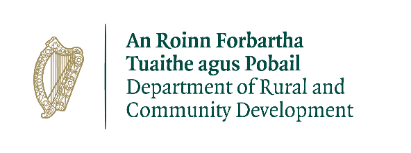 An Roinn Forbartha
Tuaithe agus Pobail
Department of Rural and
Community Development